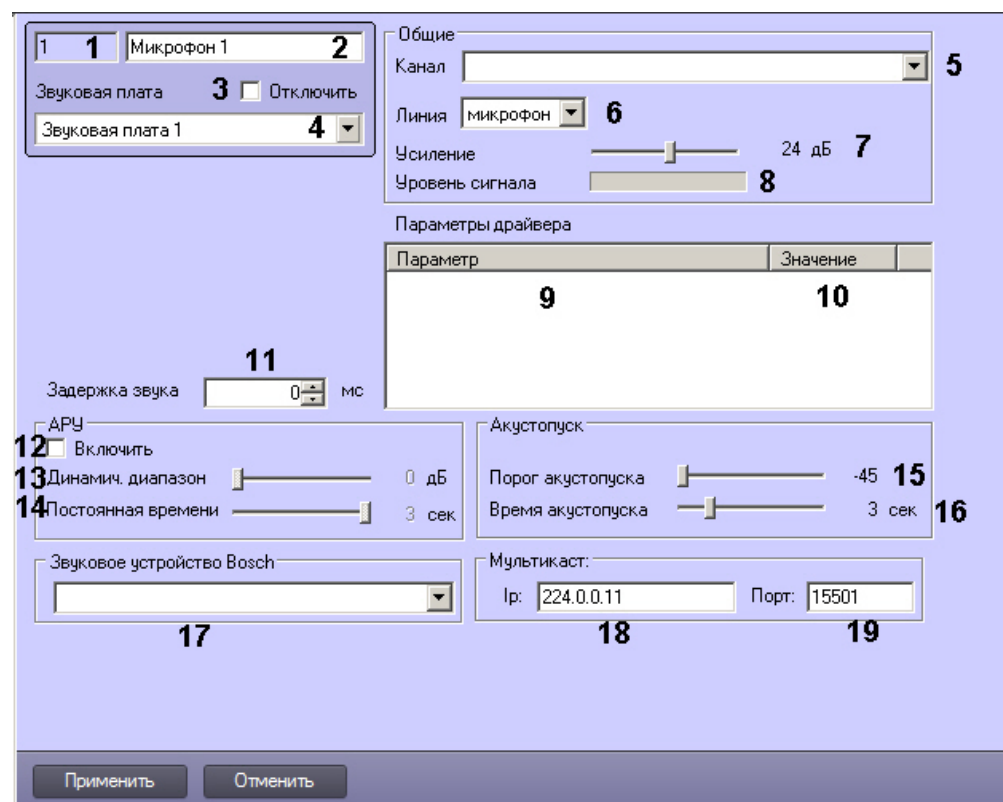 1 1 Микрофон 1 2
Звуковая плата 3 Отключить
Звуковая плата 1 4
Общие
Канал 5
Линия микрофон 6
Усиление 24 дБ 7
Уровень сигнала 8
Параметры драйвера
Параметр Значение
9 10
11
Задержка звука 0 мс
АРУ
12 Включить
13 Динамич. диапазон 0 дБ
14 Постоянная времени 3 сек
Акустопуск
Порог акустопуска -45 15
Время акустопуска 3 сек 16
Звуковое устройство Bosch
17
Мультикаст:
Ip: 224.0.0.11 Порт: 15501
18 19
Применить Отменить